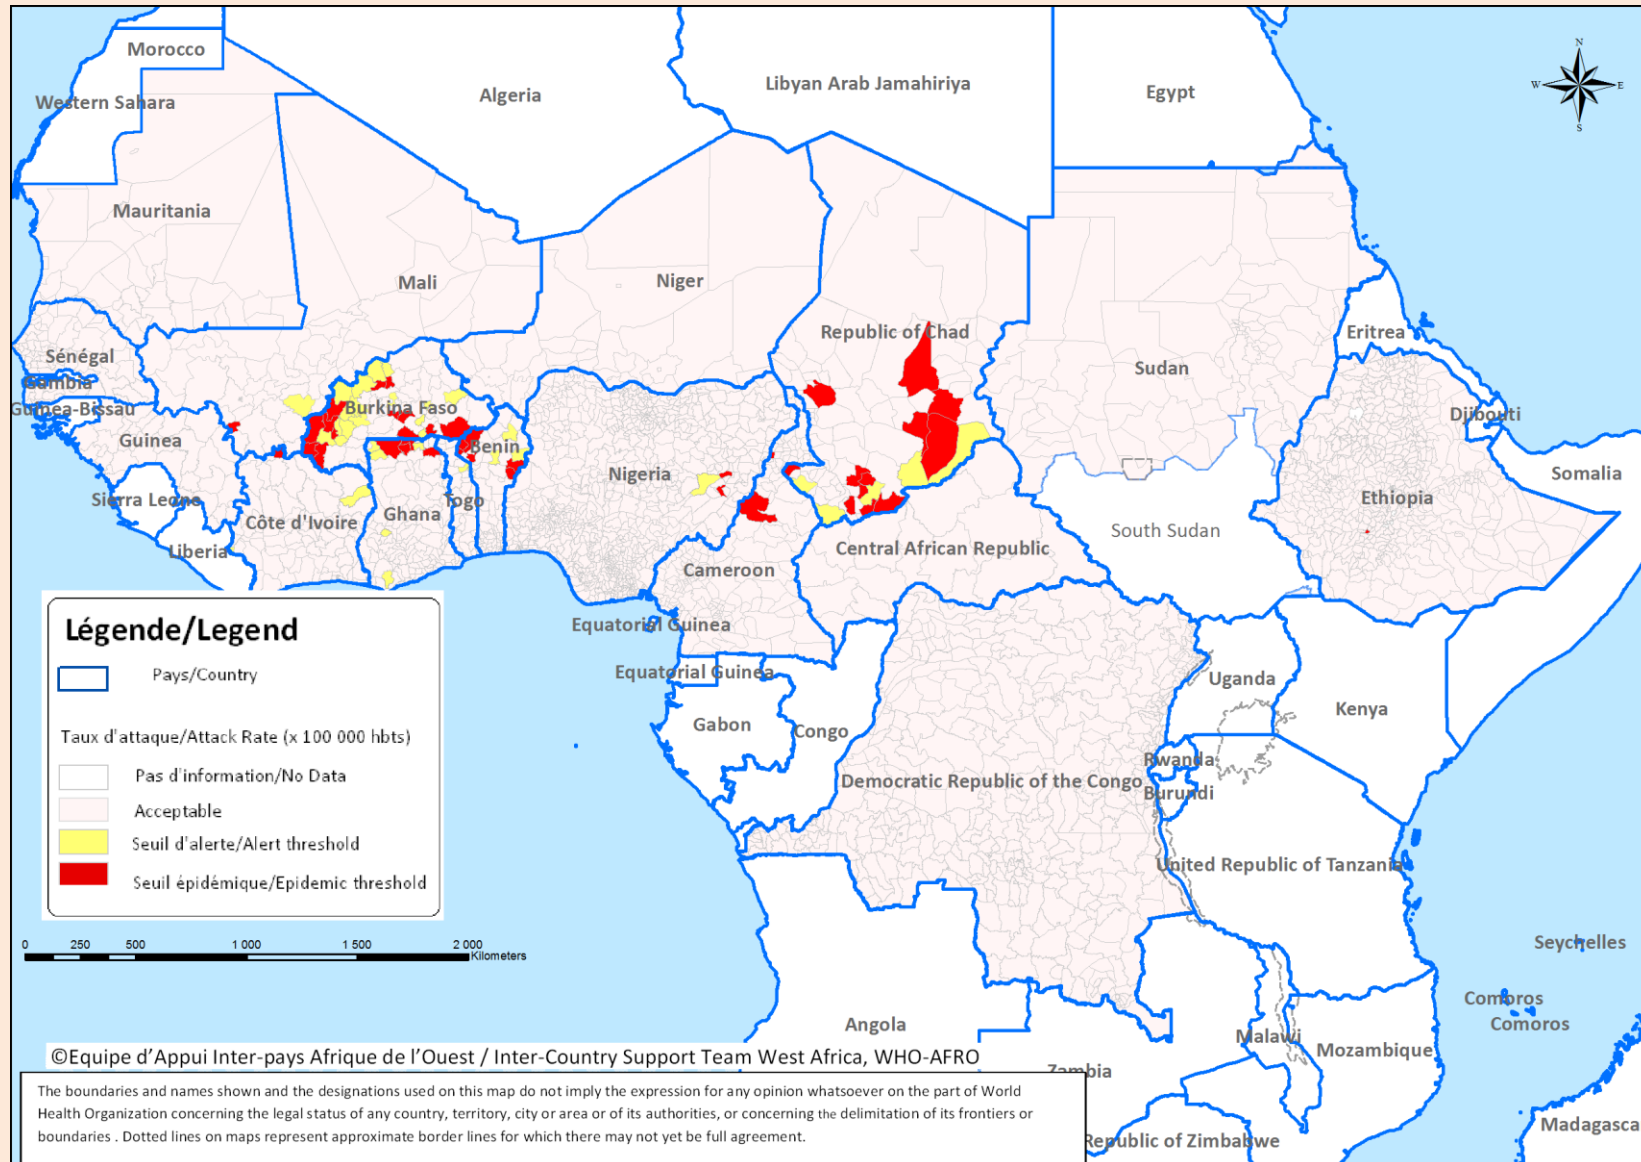 Morocco
Western Sahara
Algeria
Libyan Arab Jamahiriya
Egypt
N
W
E
S
Mauritania
Mali
Niger
Republic of Chad
Sudan
Eritrea
Sénégal
Gambia
Guinea-Bissau
Guinea
Burkina Faso
Benin
Djibouti
Sierra Leone
Nigeria
Somalia
Ethiopia
Côte d'Ivoire
Ghana
Togo
South Sudan
Liberia
Central African Republic
Cameroon
Equatorial Guinea
Equatorial Guinea
Gabon
Congo
Uganda
Kenya
Rwanda
Democratic Republic of the Congo
Burundi
United Republic of Tanzania
Seychelles
Comoros
Comoros
Angola
Malawi
Mozambique
Zambia
Republic of Zimbabwe
Madagasca
Légende/Legend
Pays/Country
Taux d'attaque/Attack Rate (x 100 000 hbts)
Pas d'information/No Data
Acceptable
Seuil d'alerte/Alert threshold
Seuil épidémique/Epidemic threshold
0 250 500 1 000 1 500 2 000
Kilometers
©Equipe d’Appui Inter-pays Afrique de l’Ouest / Inter-Country Support Team West Africa, WHO-AFRO
The boundaries and names shown and the designations used on this map do not imply the expression for any opinion whatsoever on the part of World
Health Organization concerning the legal status of any country, territory, city or area or of its authorities, or concerning the delimitation of its frontiers or
boundaries . Dotted lines on maps represent approximate border lines for which there may not yet be full agreement.